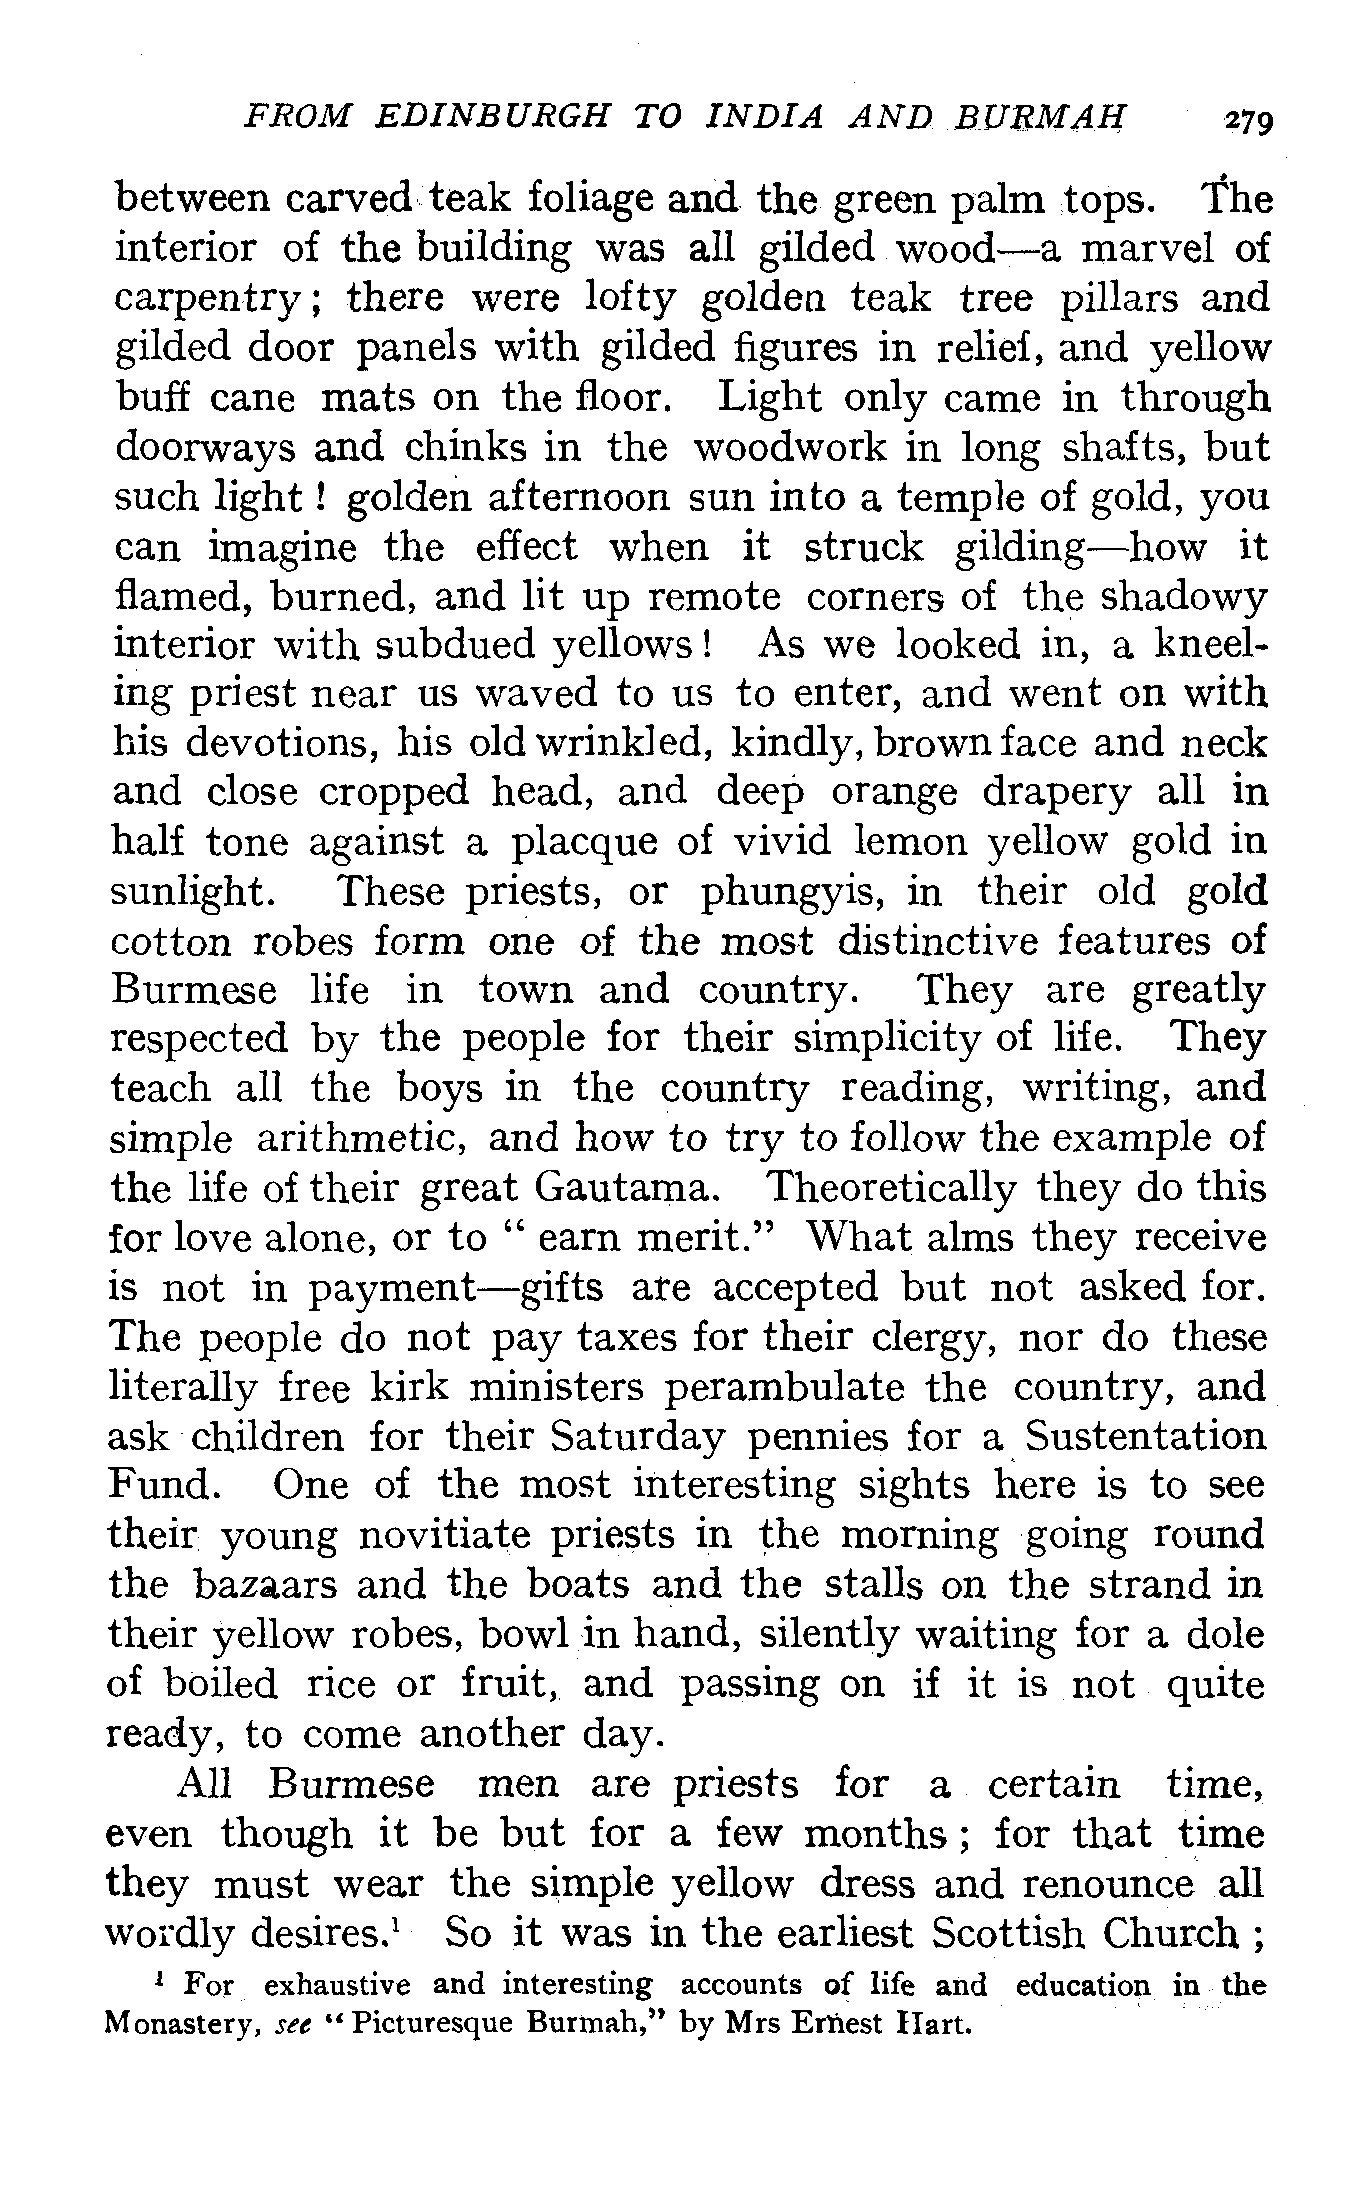 FROM EDINBURGH TO INDIA AND BURMAH 279
between carved teak foliage and the green palm tops. The
interior of the building was all gilded wood—a marvel of
carpentry; there were lofty golden teak tree pillars and
gilded door panels with gilded figures in relief, and yellow
buff cane mats on the floor. Light only came in through
doorways and chinks in the woodwork in long shafts, but
such light! golden afternoon sun into a temple of gold, you
can imagine the effect when it struck gilding—how it
flamed, burned, and lit up remote corners of the shadowy
interior with subdued yellows! As we looked in, a kneel-
ing priest near us waved to us to enter, and went on with
his devotions, his old wrinkled, kindly, brown face and neck
and close cropped head, and deep orange drapery all in
half tone against a placque of vivid lemon yellow gold in
sunlight. These priests, or phungyis, in their old gold
cotton robes form one of the most distinctive features of
Burmese life in town and country. They are greatly
respected by the people for their simplicity of life. They
teach all the boys in the country reading, writing, and
simple arithmetic, and how to try to follow the example of
the life of their great Gautama. Theoretically they do this
for love alone, or to "earn merit." What alms they receive
is not in payment—gifts are accepted but not asked for.
The people do not pay taxes for their clergy, nor do these
literally free kirk ministers perambulate the country, and
ask children for their Saturday pennies for a Sustentation
Fund. One of the most interesting sights here is to see
their young novitiate priests in the morning going round
the bazaars and the boats and the stalls on the strand in
their yellow robes, bowl in hand, silently waiting for a dole
of boiled rice or fruit, and passing on if it is not quite
ready, to come another day.
All Burmese men are priests for a certain time,
even though it be but for a few months; for that time
they must wear the simple yellow dress and renounce all
wordly desires.¹ So it was in the earliest Scottish Church;
¹ For exhaustive and interesting accounts of life and education in the
Monastery, see "Picturesque Burmah," by Mrs Ernest Hart.